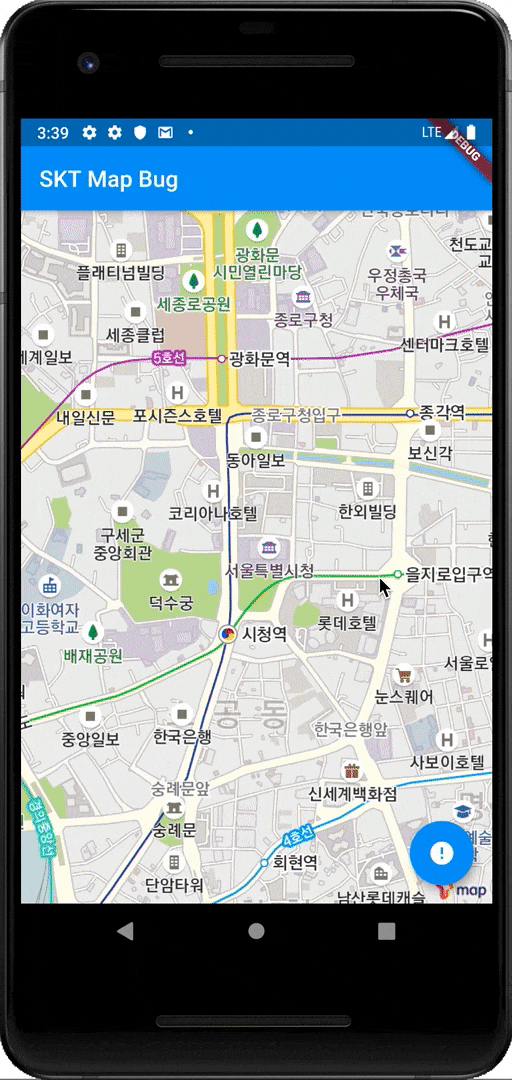 3:39
LTE
DEBUG
SKT Map Bug
광화문
시민열린마당
천도교
교
플래티넘빌딩
우정총국
우체국
세종로공원
종로구청
세종클럽
센터마크호텔
계일보
5호선
광화문역
내일신문
포시즌스호텔
종로구청입구
종각역
동아일보
보신각
코리아나호텔
한외빌딩
구세군
중앙회관
서울특별시청
을지로입구역
이화여자
고등학교
덕수궁
롯데호텔
시청역
배재공원
서울로
눈스퀘어
중앙일보
한국은행
한국은행앞
사보이호텔
숭례문앞
신세계백화점
숭례문
경의중앙선
4호선
예술
회현역
단암타워
남산롯데캐슬
map